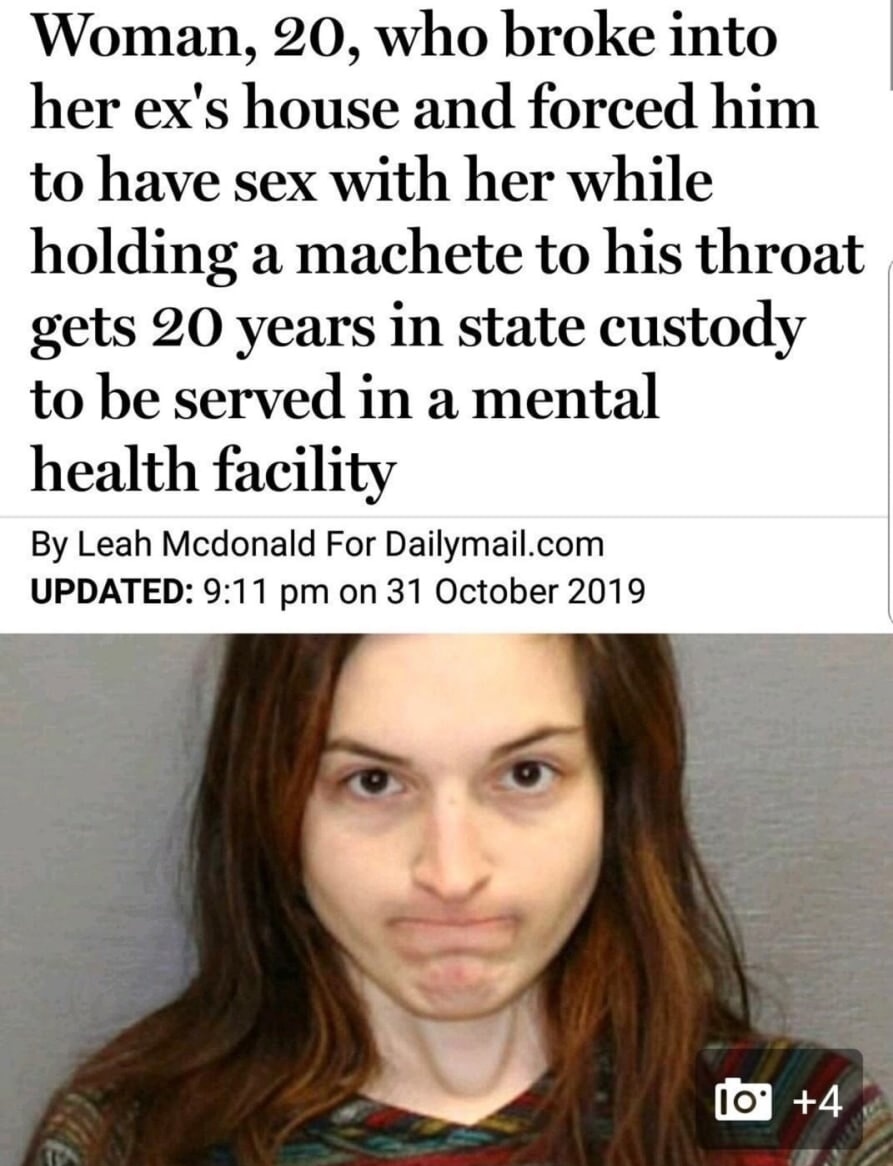 Woman, 20, who broke into
her ex's house and forced him
to have sex with her while
holding a machete to his throat
gets 20 years in state custody
to be served in a mental
health facility
By Leah Mcdonald For Dailymail.com
UPDATED: 9:11 pm on 31 October 2019
+4